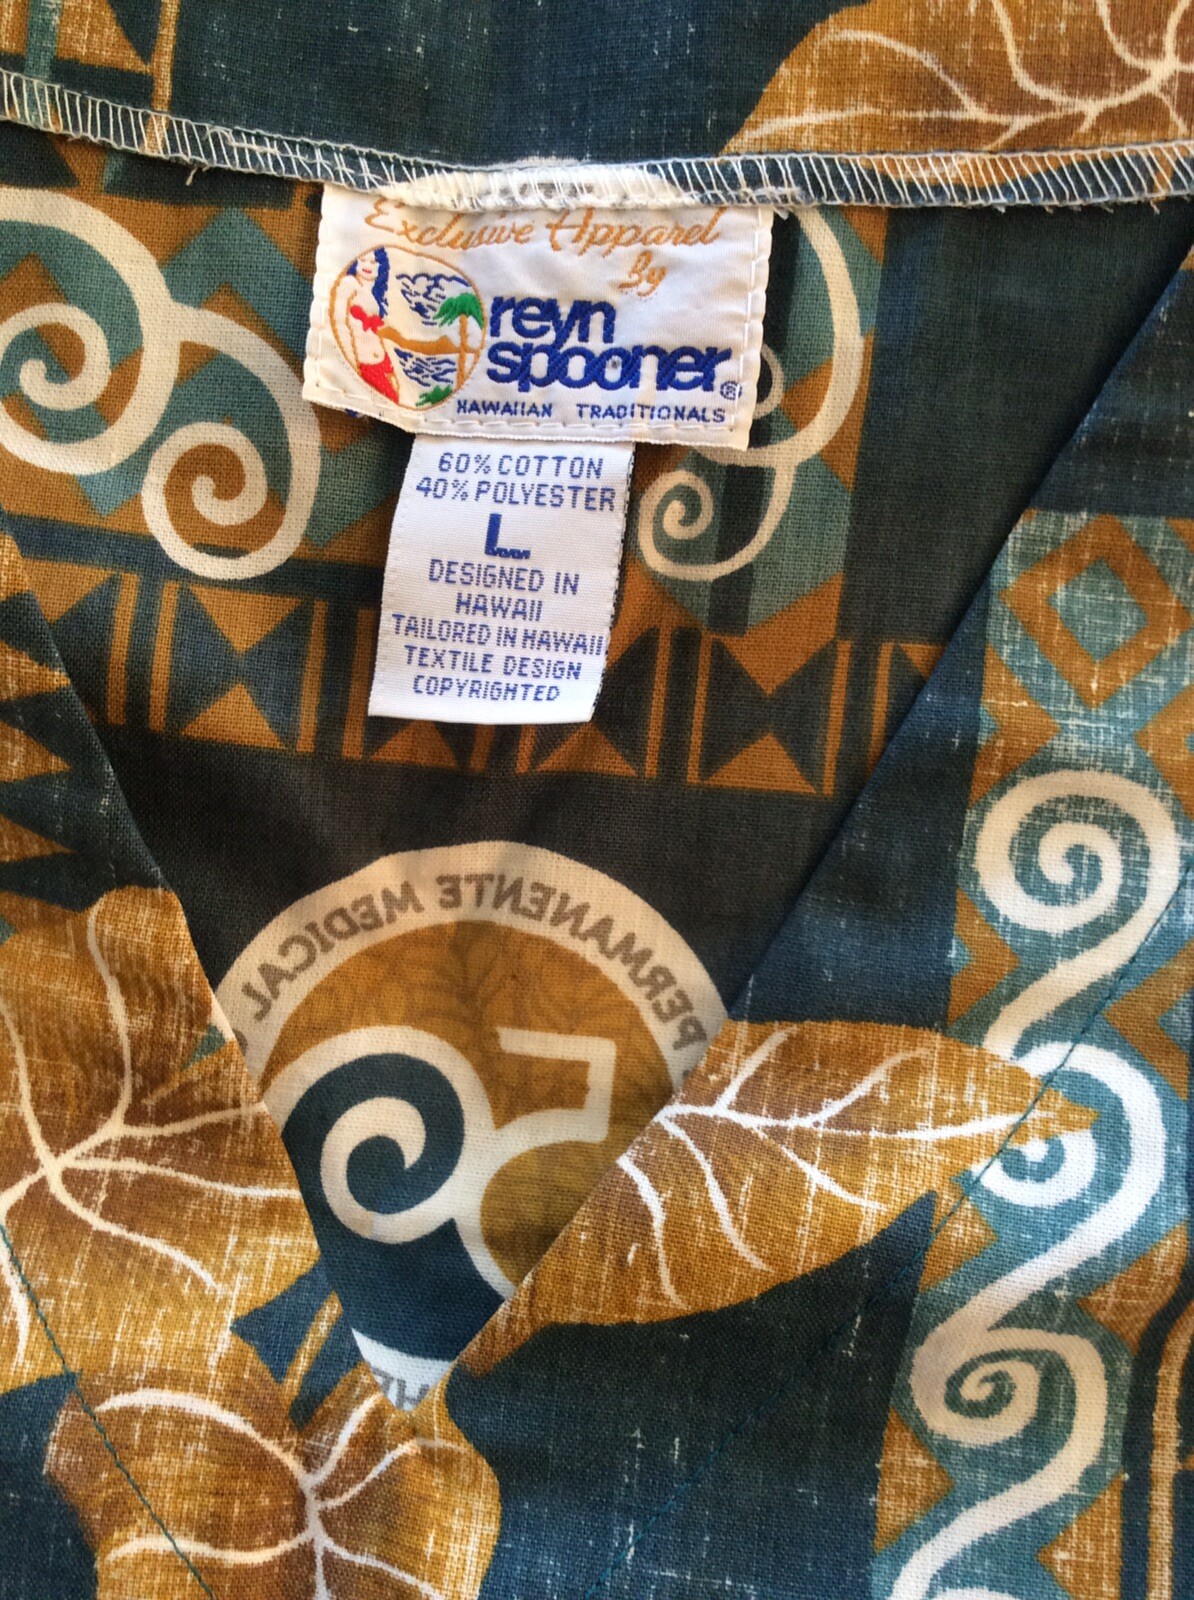 Exclusive Apparel
By
reyn
spooner®
HAWAIIAN TRADITIONALS
60% COTTON
40% POLYESTER
L
DESIGNED IN
HAWAII
TAILORED IN HAWAII
TEXTILE DESIGN
COPYRIGHTED
PERMANENTE MEDICAL